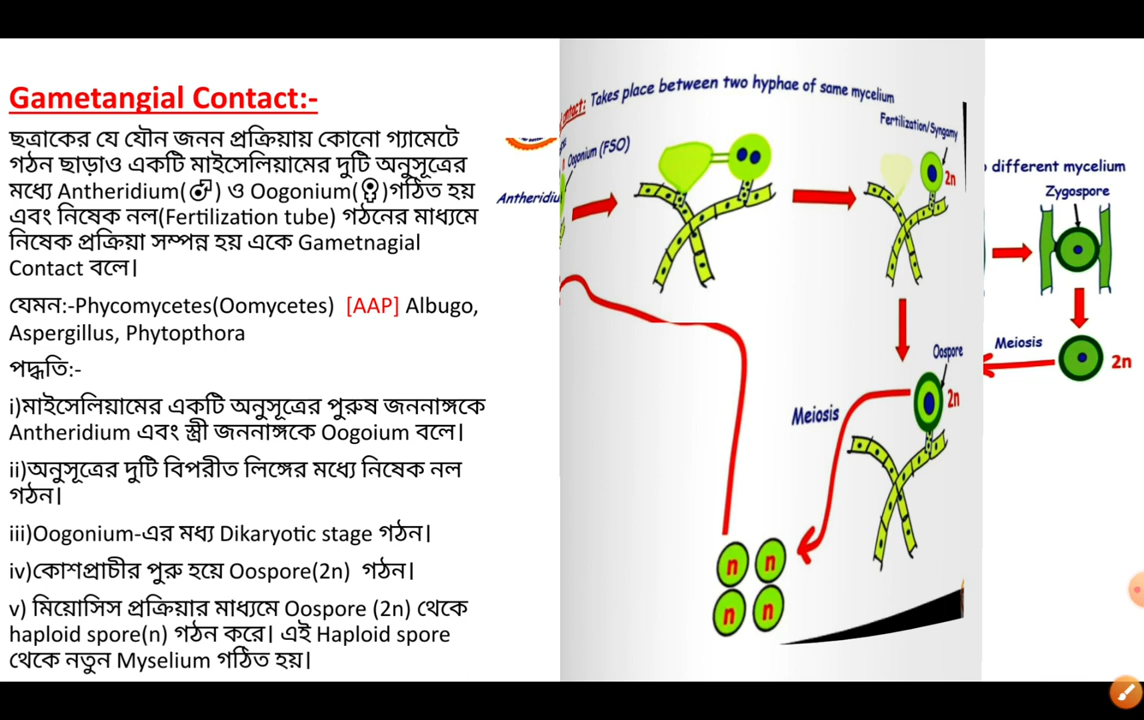 Gametangial Contact:-
ছত্রাকের যে যৌন জনন প্রক্রিয়ায় কোনো গ্যামেটে
গঠন ছাড়াও একটি মাইসেলিয়ামের দুটি অনুসূত্রের
মধ্যে Antheridium(♂) ও Oogonium(♀)গঠিত হয়
এবং নিষেক নল(Fertilization tube) গঠনের মাধ্যমে
নিষেক প্রক্রিয়া সম্পন্ন হয় একে Gametnagial
Contact বলে।
যেমন:-Phycomycetes(Oomycetes) [AAP] Albugo,
Aspergillus, Phytopthora
পদ্ধতি:-
i)মাইসেলিয়ামের একটি অনুসূত্রের পুরুষ জননাঙ্গকে
Antheridium এবং স্ত্রী জননাঙ্গকে Oogoium বলে।
ii)অনুসূত্রের দুটি বিপরীত লিঙ্গের মধ্যে নিষেক নল
গঠন।
iii)Oogonium-এর মধ্য Dikaryotic stage গঠন।
iv)কোশপ্রাচীর পুরু হয়ে Oospore(2n) গঠন।
v) মিয়োসিস প্রক্রিয়ার মাধ্যমে Oospore (2n) থেকে
haploid spore(n) গঠন করে। এই Haploid spore
থেকে নতুন Myselium গঠিত হয়।
contact: Takes place between two hyphae of same mycelium
Oogonium (FSO)
Antheridiu
Fertilization/Syngamy
2n
Oospore
2n
Meiosis
n n
n n
different mycelium
Zygospore
Meiosis
2n